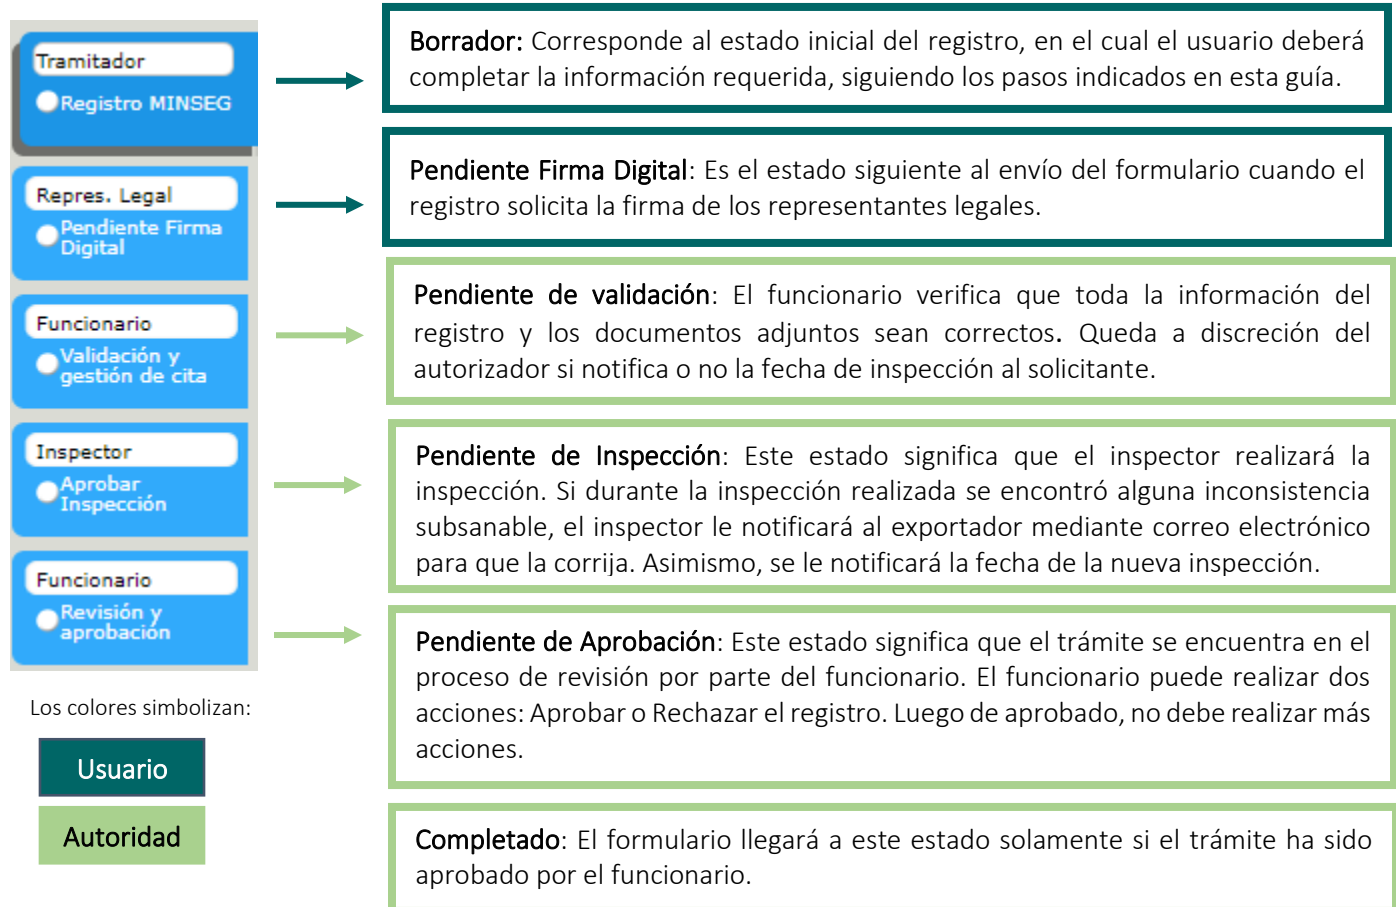 Tramitador
Registro MINSEG
Borrador: Corresponde al estado inicial del registro, en el cual el usuario deberá
completar la información requerida, siguiendo los pasos indicados en esta guía.
Repres. Legal
Pendiente Firma
Digital
Pendiente Firma Digital: Es el estado siguiente al envío del formulario cuando el
registro solicita la firma de los representantes legales.
Funcionario
Validación y
gestión de cita
Pendiente de validación: El funcionario verifica que toda la información del
registro y los documentos adjuntos sean correctos. Queda a discreción del
autorizador si notifica o no la fecha de inspección al solicitante.
Inspector
Aprobar
Inspección
Pendiente de Inspección: Este estado significa que el inspector realizará la
inspección. Si durante la inspección realizada se encontró alguna inconsistencia
subsanable, el inspector le notificará al exportador mediante correo electrónico
para que la corrija. Asimismo, se le notificará la fecha de la nueva inspección.
Funcionario
Revisión y
aprobación
Pendiente de Aprobación: Este estado significa que el trámite se encuentra en el
proceso de revisión por parte del funcionario. El funcionario puede realizar dos
acciones: Aprobar o Rechazar el registro. Luego de aprobado, no debe realizar más
acciones.
Los colores simbolizan:
Usuario
Autoridad
Completado: El formulario llegará a este estado solamente si el trámite ha sido
aprobado por el funcionario.